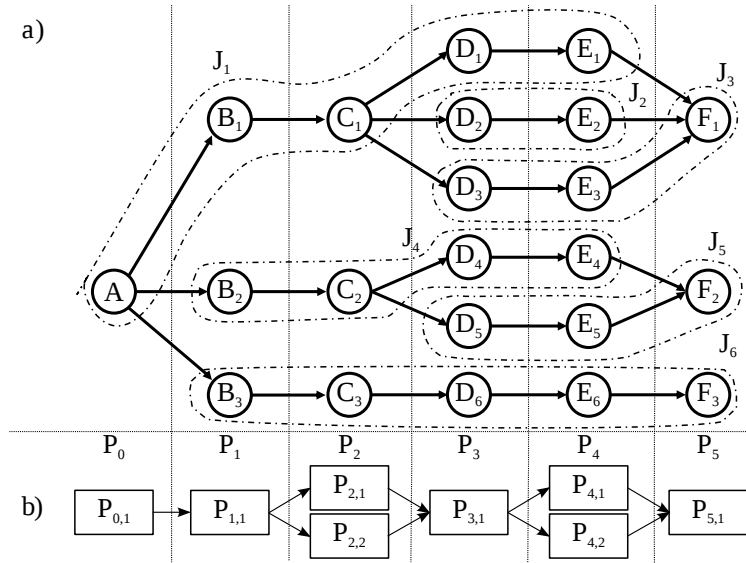 a)
J₁
D₁ E₁
J₂ J₃
B₁ C₁ D₂ E₂ F₁
D₃ E₃
J₄ D₄ E₄ J₅
A B₂ C₂ F₂
D₅ E₅
J₆
B₃ C₃ D₆ E₆ F₃
P₀ P₁ P₂ P₃ P₄ P₅
b)
P₀,₁ P₁,₁ P₂,₁ P₃,₁ P₄,₁ P₅,₁
P₂,₂ P₄,₂